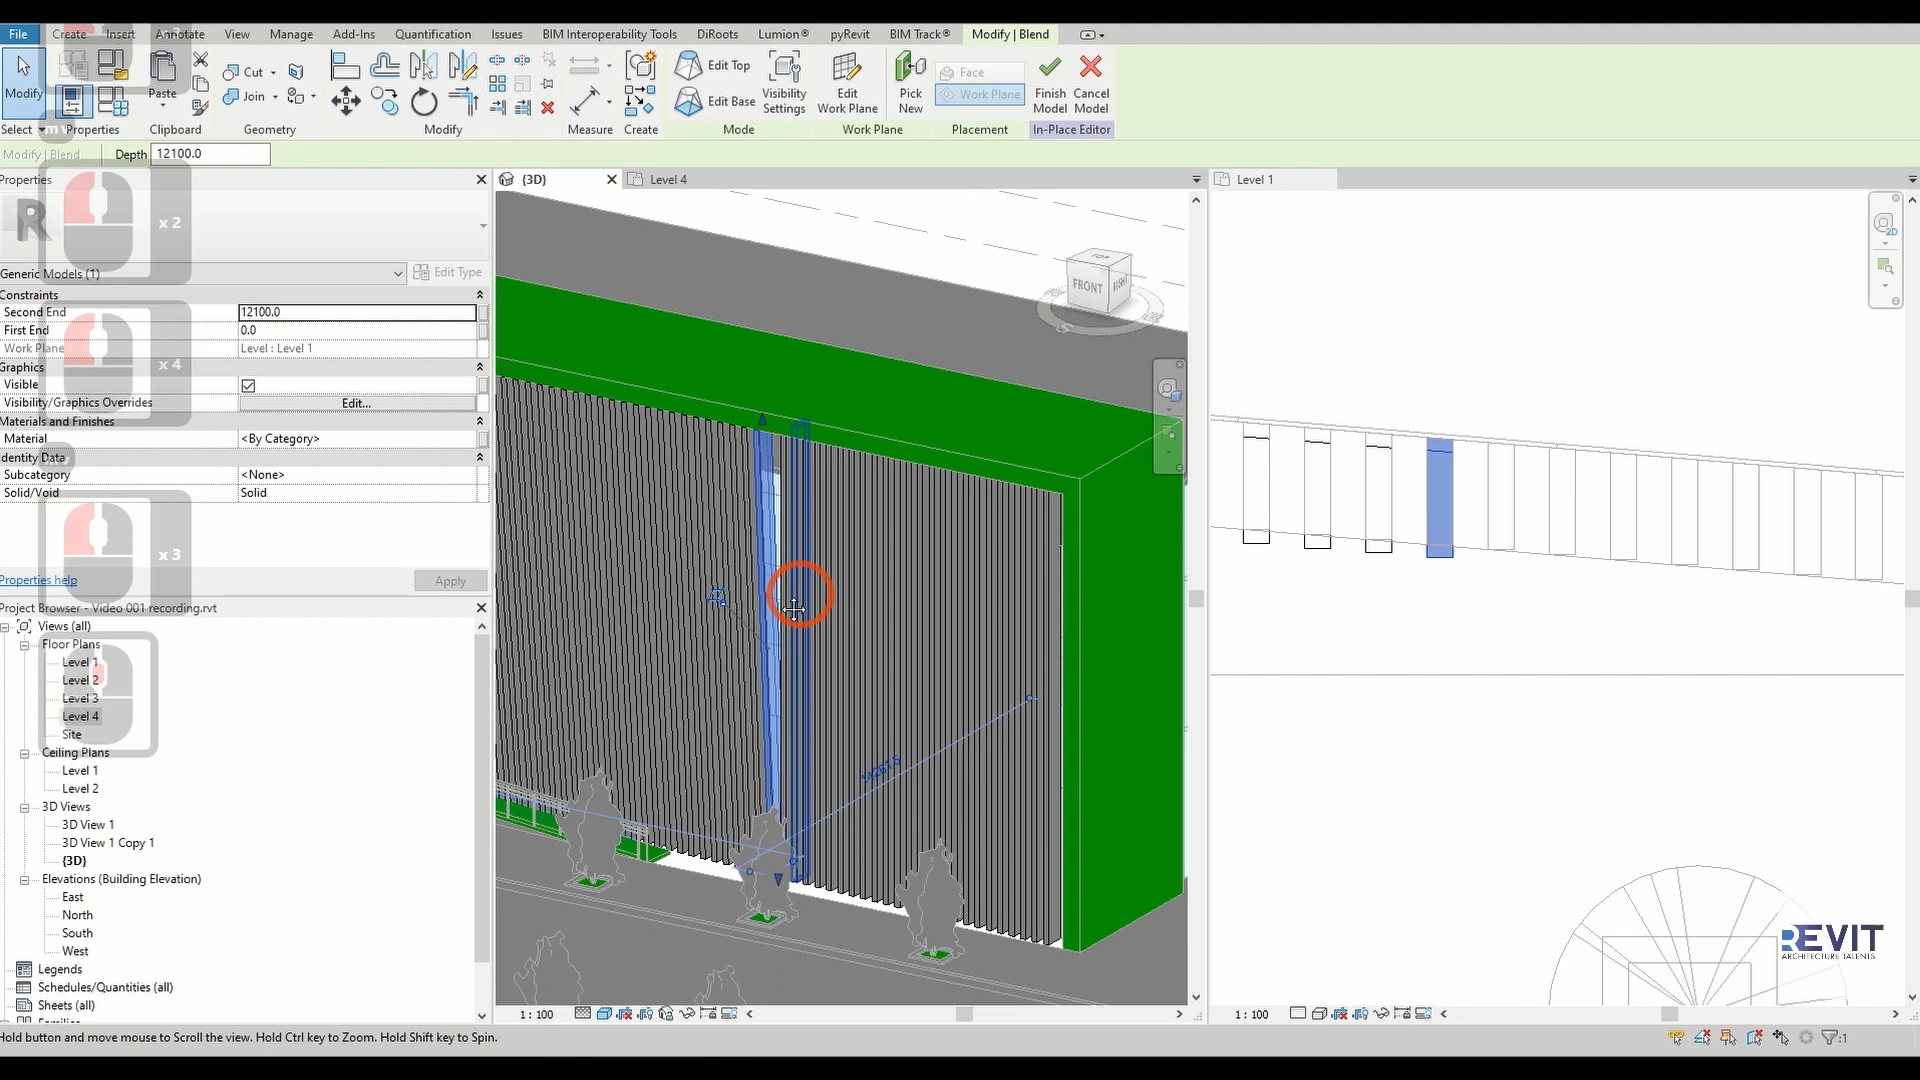 File Create Insert Annotate View Manage Add-Ins Quantification Issues BIM Interoperability Tools DiRoots Lumion® pyRevit BIM Track® Modify | Blend
Modify Paste Cut Join Edit Top Edit Base Visibility Settings Edit Work Plane Pick New Face Work Plane Finish Model Cancel Model
Select Properties Clipboard Geometry Modify Measure Create Mode Work Plane Placement In-Place Editor
Modify | Blend Depth 12100.0
Properties
{3D} Level 4 Level 1
R
x 2
Generic Models (1) Edit Type
Constraints
Second End 12100.0
First End 0.0
Work Plane Level : Level 1
Graphics
x 4
Visible
Visibility/Graphics Overrides Edit...
Materials and Finishes
Material <By Category>
Identity Data
Subcategory <None>
Solid/Void Solid
x 3
Properties help Apply
Project Browser - Video 001 recording.rvt
Views (all)
Floor Plans
Level 1
Level 2
Level 3
Level 4
Site
Ceiling Plans
Level 1
Level 2
3D Views
3D View 1
3D View 1 Copy 1
{3D}
Elevations (Building Elevation)
East
North
South
West
Legends
Schedules/Quantities (all)
Sheets (all)
TOP
FRONT
RIGHT
2D
REVIT
ARCHITECTURE TALENTS
1 : 100
1 : 100
Hold button and move mouse to Scroll the view. Hold Ctrl key to Zoom. Hold Shift key to Spin.
:1